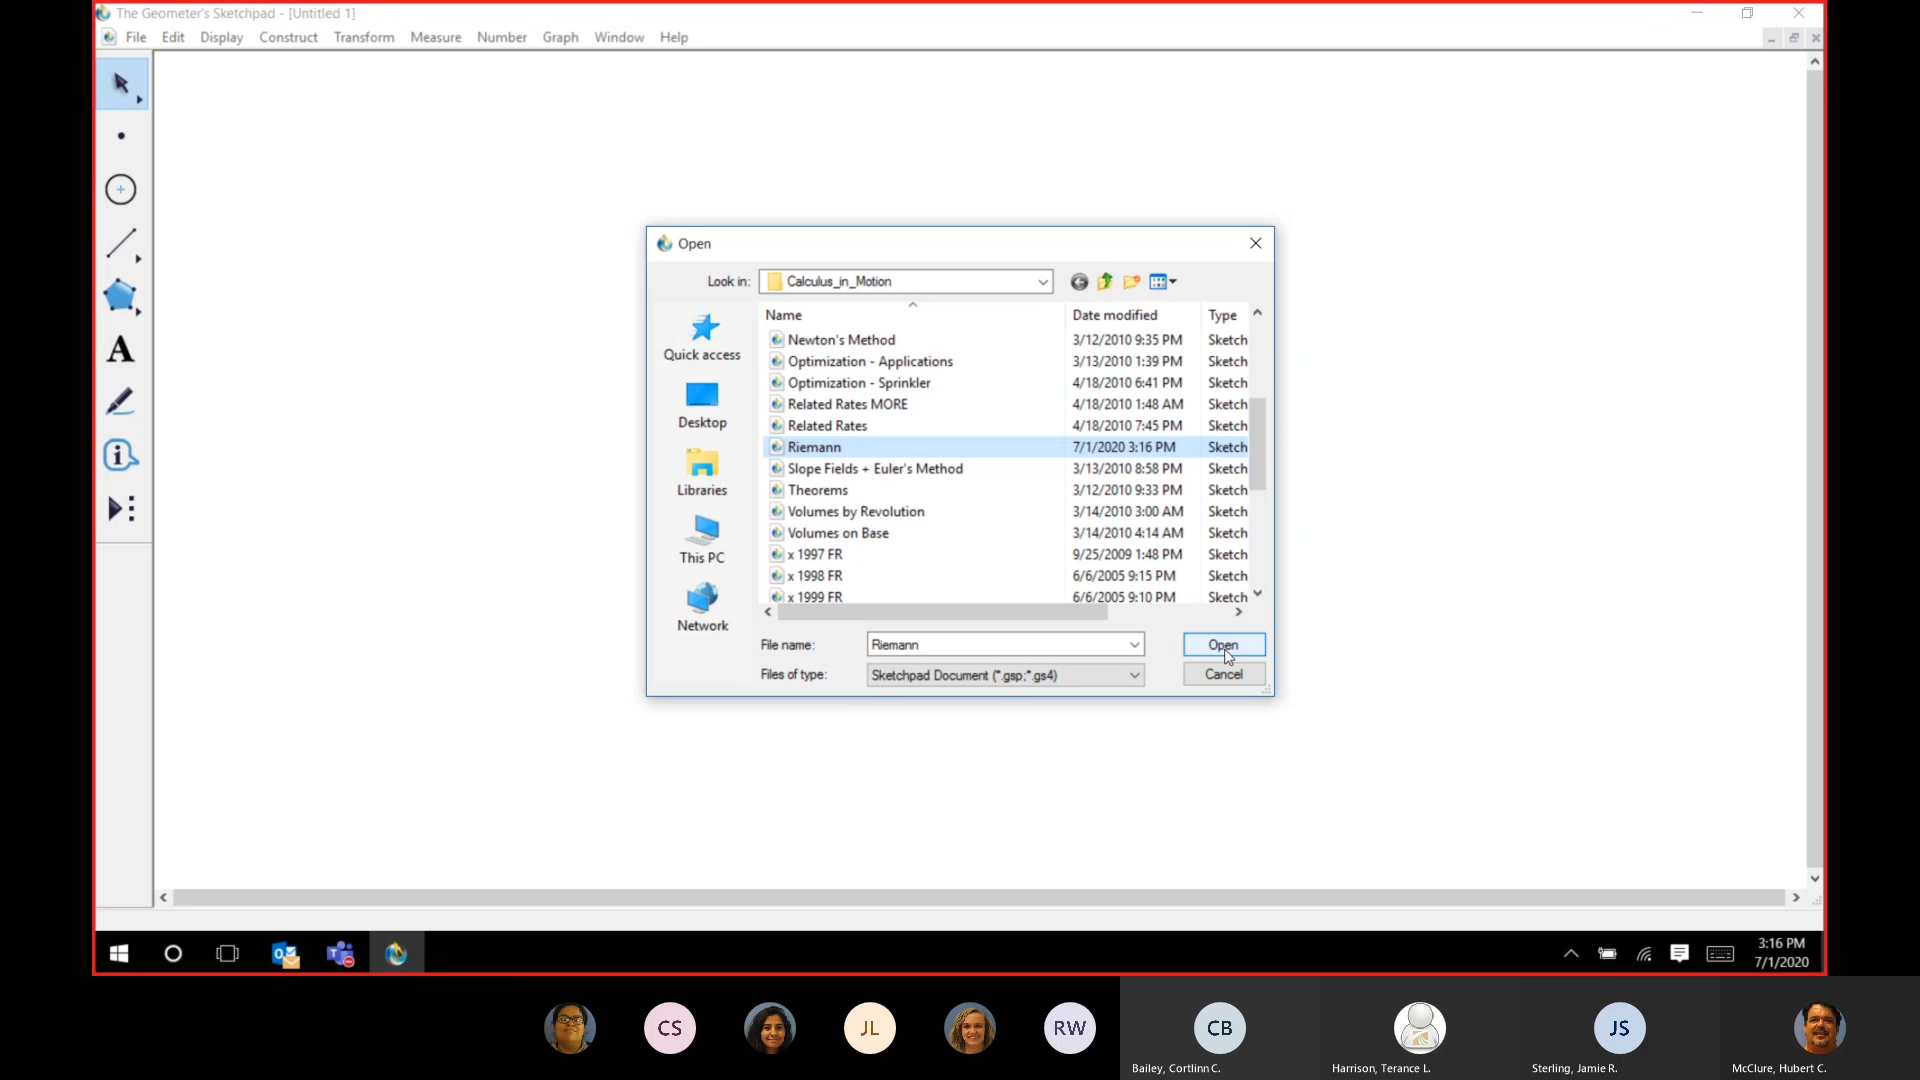 The Geometer's Sketchpad - [Untitled 1]
File Edit Display Construct Transform Measure Number Graph Window Help
A
Open
Look in: Calculus_in_Motion
Name Date modified Type
Newton's Method 3/12/2010 9:35 PM Sketch
Optimization - Applications 3/13/2010 1:39 PM Sketch
Optimization - Sprinkler 4/18/2010 6:41 PM Sketch
Related Rates MORE 4/18/2010 1:48 AM Sketch
Related Rates 4/18/2010 7:45 PM Sketch
Riemann 7/1/2020 3:16 PM Sketch
Slope Fields + Euler's Method 3/13/2010 8:58 PM Sketch
Theorems 3/12/2010 9:33 PM Sketch
Volumes by Revolution 3/14/2010 3:00 AM Sketch
Volumes on Base 3/14/2010 4:14 AM Sketch
x 1997 FR 9/25/2009 1:48 PM Sketch
x 1998 FR 6/6/2005 9:15 PM Sketch
x 1999 FR 6/6/2005 9:10 PM Sketch
Quick access
Desktop
Libraries
This PC
Network
File name: Riemann Open
Files of type: Sketchpad Document (*.gsp;*.gs4) Cancel
3:16 PM
7/1/2020
CS JL RW CB JS
Bailey, Cortlinn C. Harrison, Terance L. Sterling, Jamie R. McClure, Hubert C.